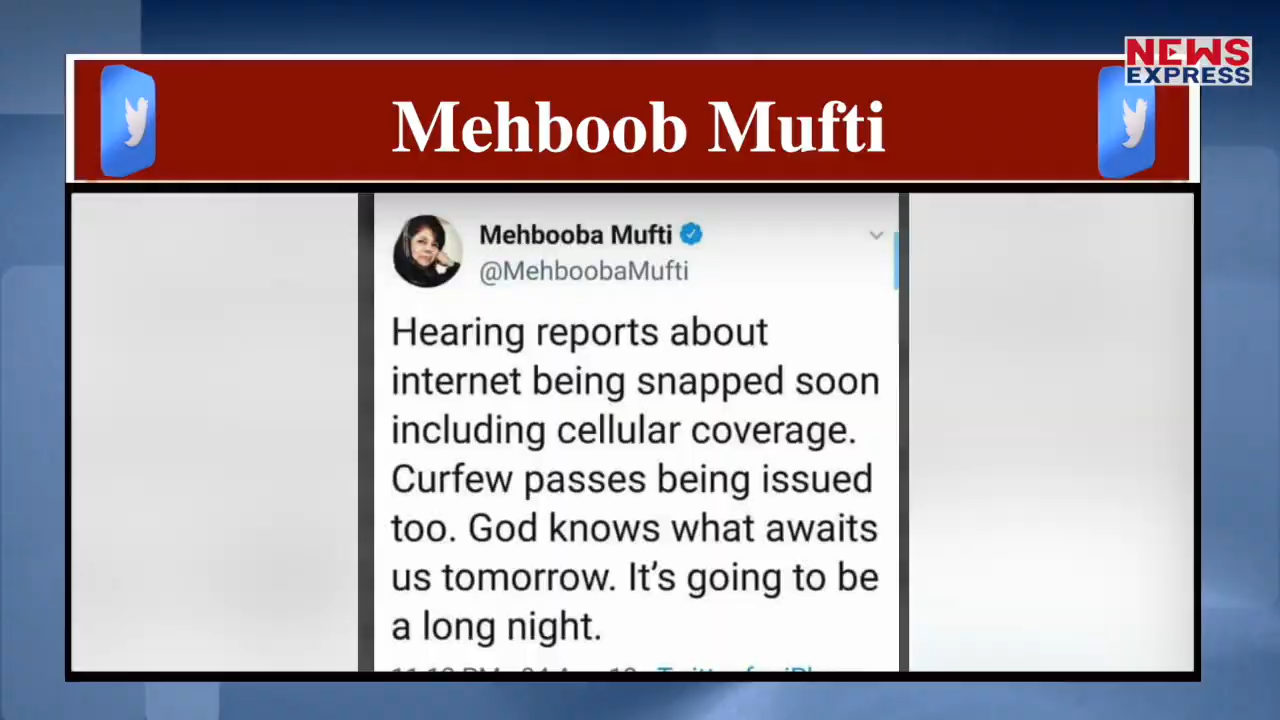 NEWS
EXPRESS
Mehboob Mufti
Mehbooba Mufti
@MehboobaMufti
Hearing reports about
internet being snapped soon
including cellular coverage.
Curfew passes being issued
too. God knows what awaits
us tomorrow. It's going to be
a long night.